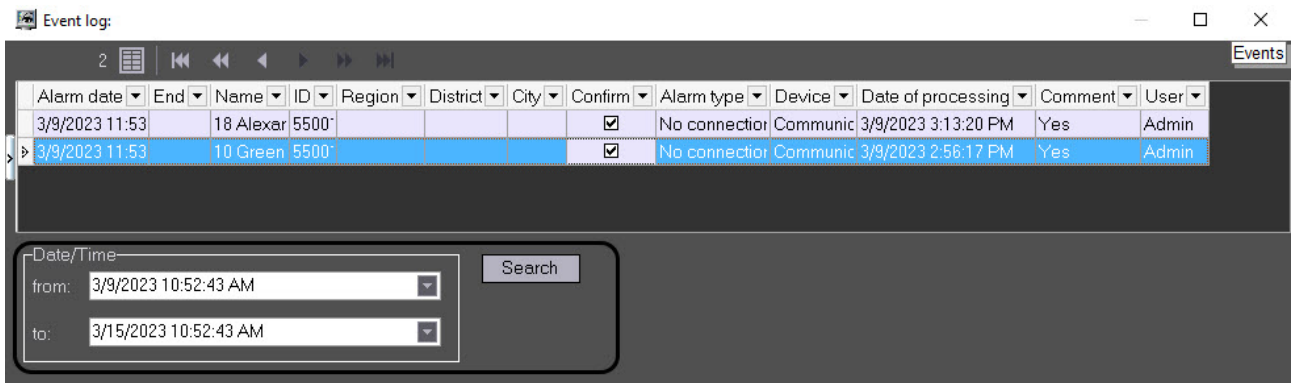 Event log:
2
Events
Alarm date End Name ID Region District City Confirm Alarm type Device Date of processing Comment User
3/9/2023 11:53 18 Alexar 5500 No connection Communic 3/9/2023 3:13:20 PM Yes Admin
3/9/2023 11:53 10 Green 5500 No connection Communic 3/9/2023 2:56:17 PM Yes Admin
Date/Time
Search
from: 3/9/2023 10:52:43 AM
to: 3/15/2023 10:52:43 AM